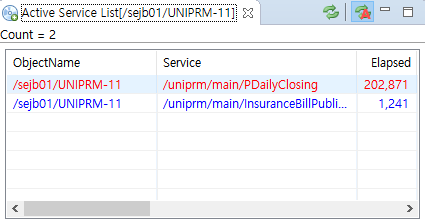 Active Service List[/sejb01/UNIPRM-11]
Count = 2
ObjectName Service Elapsed
/sejb01/UNIPRM-11 /uniprm/main/PDailyClosing 202,871
/sejb01/UNIPRM-11 /uniprm/main/InsuranceBillPubli... 1,241